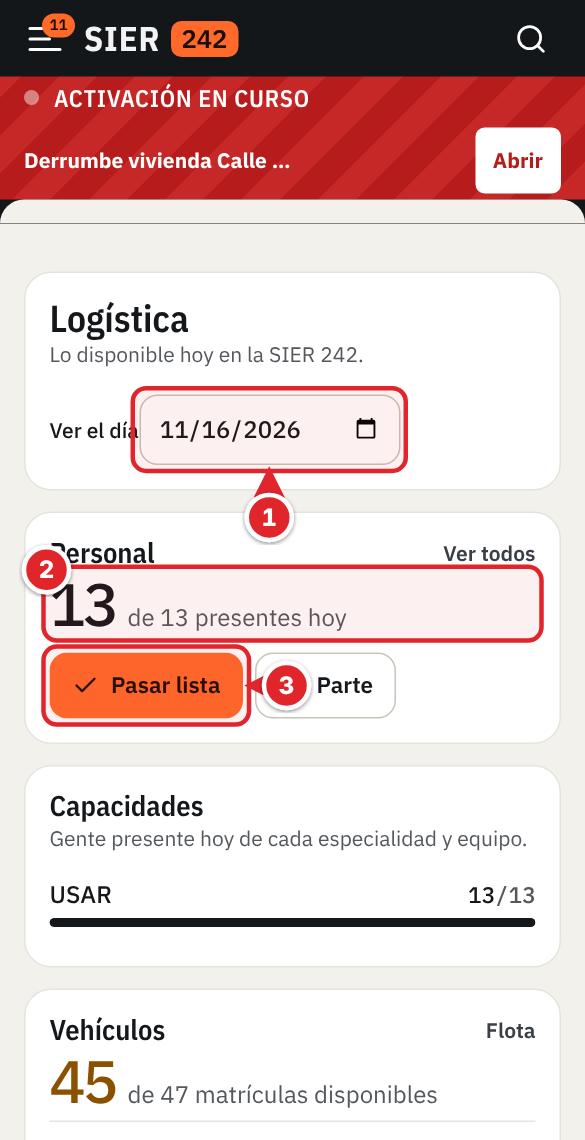 11
SIER 242
ACTIVACIÓN EN CURSO
Derrumbe vivienda Calle ...
Abrir
Logística
Lo disponible hoy en la SIER 242.
Ver el día 11/16/2026
1
Personal Ver todos
2
13 de 13 presentes hoy
Pasar lista 3 Parte
Capacidades
Gente presente hoy de cada especialidad y equipo.
USAR 13/13
Vehículos Flota
45 de 47 matrículas disponibles